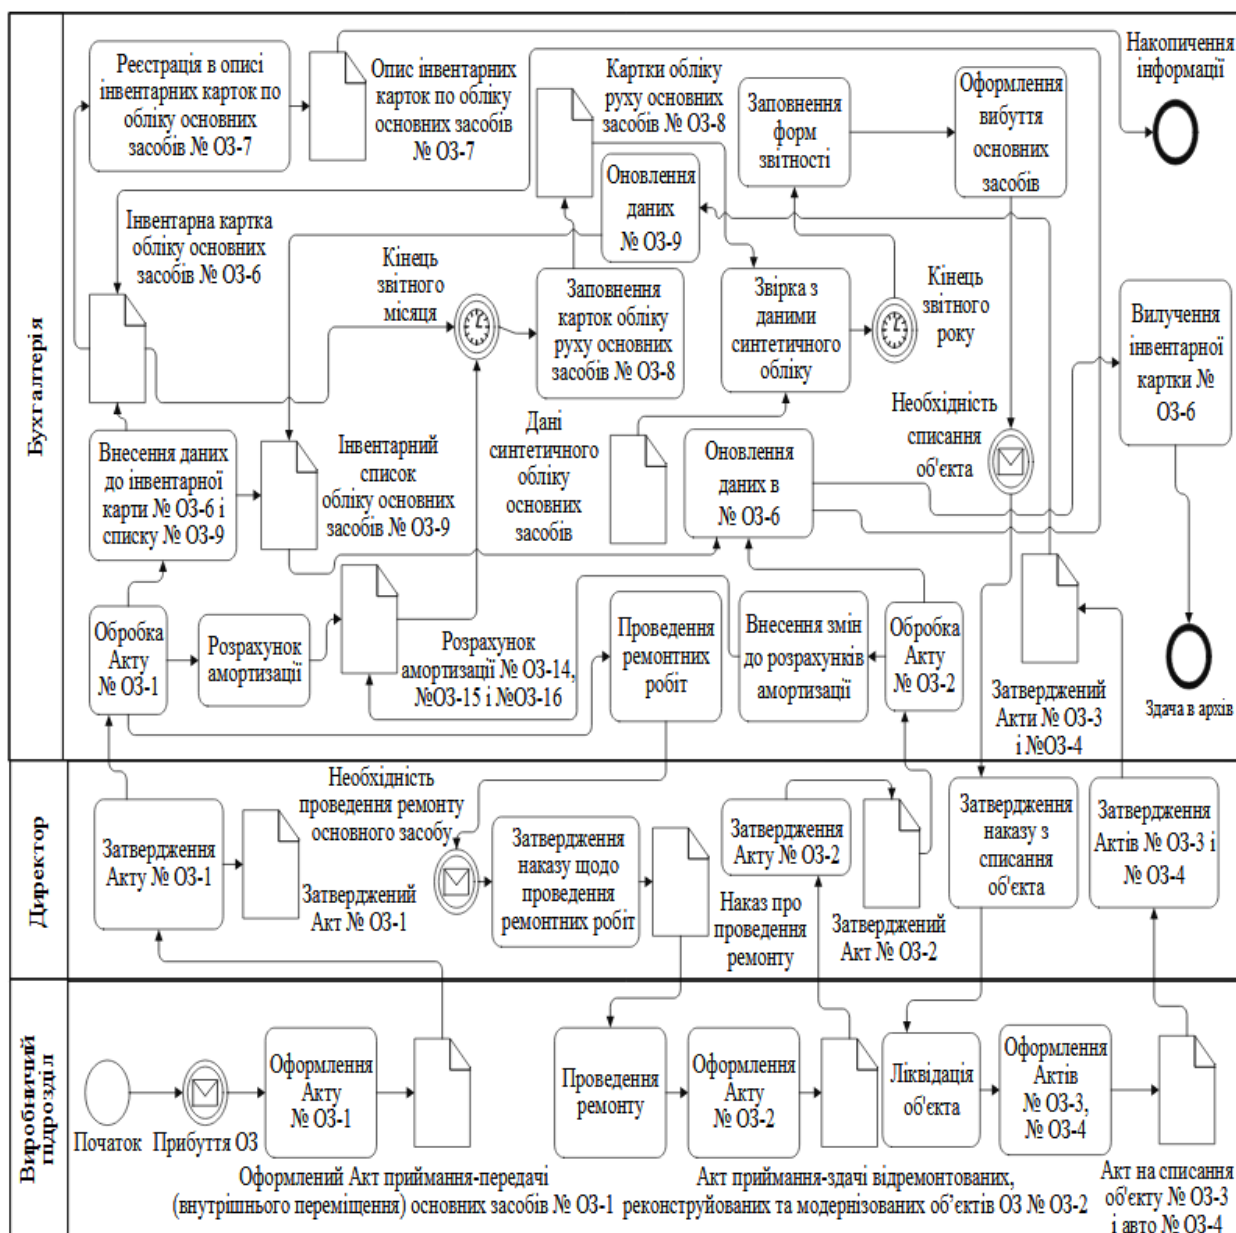 Бухгалтерія
Реєстрація в описі
інвентарних карток по
обліку основних
засобів № ОЗ-7
Опис інвентарних
карток по обліку
основних засобів
№ ОЗ-7
Картки обліку
руху основних
засобів № ОЗ-8
Заповнення
форм
звітності
Оформлення
вибуття
основних
засобів
Накопичення
інформації
Інвентарна картка
обліку основних
засобів № ОЗ-6
Оновлення
даних
№ ОЗ-9
Кінець
звітного
місяця
Заповнення
карток обліку
руху основних
засобів № ОЗ-8
Звірка з
даними
синтетичного
обліку
Кінець
звітного
року
Вилучення
інвентарної
картки №
ОЗ-6
Внесення даних
до інвентарної
карти № ОЗ-6 і
списку № ОЗ-9
Інвентарний
список
обліку основних
засобів № ОЗ-9
Дані
синтетичного
обліку
основних
засобів
Оновлення
даних в
№ ОЗ-6
Необхідність
списання
об'єкта
Обробка
Акту
№ ОЗ-1
Розрахунок
амортизації
Розрахунок
амортизації № ОЗ-14,
№ОЗ-15 і №ОЗ-16
Проведення
ремонтних
робіт
Внесення змін
до розрахунків
амортизації
Обробка
Акту
№ ОЗ-2
Затверджений
Акти № ОЗ-3
і №ОЗ-4
Здача в архів
Директор
Затвердження
Акту № ОЗ-1
Затверджений
Акт № ОЗ-1
Необхідність
проведення ремонту
основного засобу
Затвердження
наказу щодо
проведення
ремонтних робіт
Наказ про
проведення
ремонту
Затвердження
Акту № ОЗ-2
Затверджений
Акт № ОЗ-2
Затвердження
наказу з
списання
об'єкта
Затвердження
Актів № ОЗ-3 і
№ ОЗ-4
Виробничий
підрозділ
Початок
Прибуття ОЗ
Оформлення
Акту
№ ОЗ-1
Оформлений Акт приймання-передачі
(внутрішнього переміщення) основних засобів № ОЗ-1
Проведення
ремонту
Оформлення
Акту
№ ОЗ-2
Акт приймання-здачі відремонтованих,
реконструйованих та модернізованих об’єктів ОЗ № ОЗ-2
Ліквідація
об'єкта
Оформлення
Актів
№ ОЗ-3,
№ ОЗ-4
Акт на списання
об'єкту № ОЗ-3
і авто № ОЗ-4